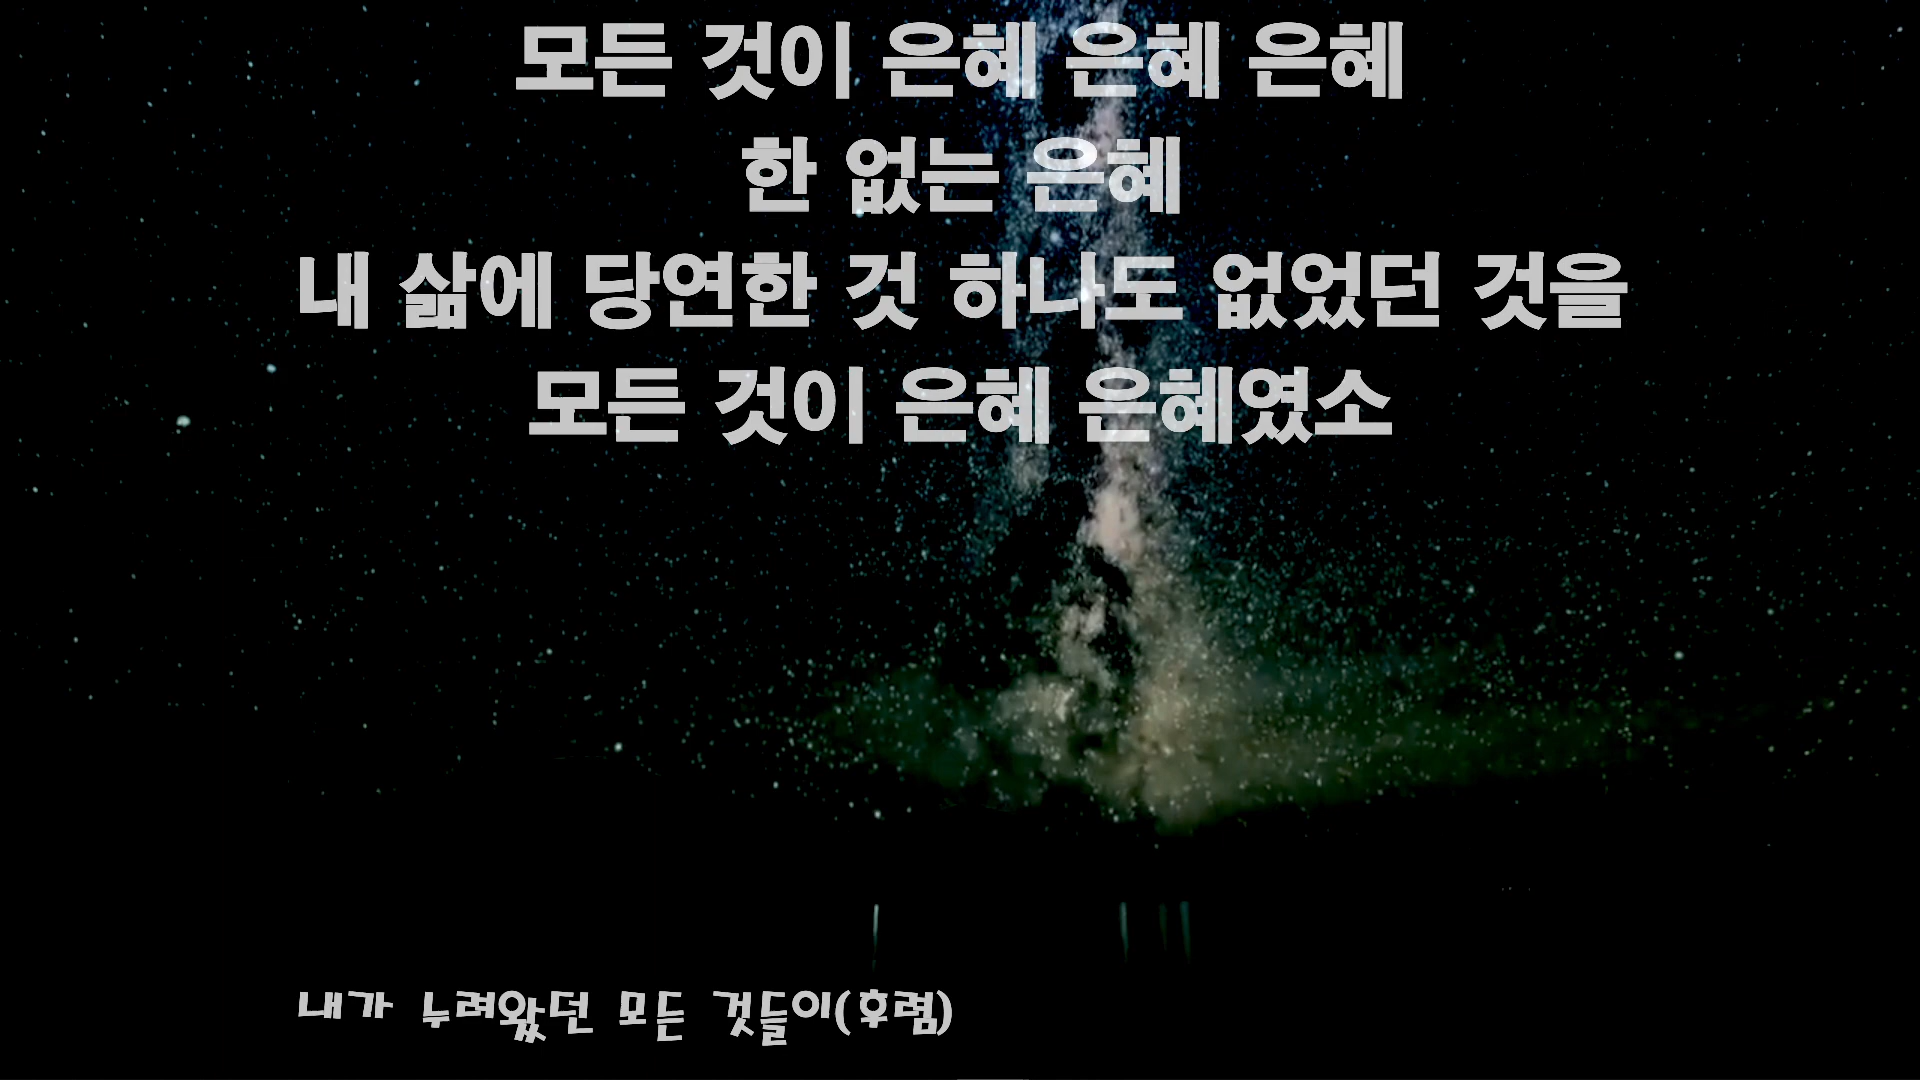 모든 것이 은혜 은혜 은혜
한 없는 은혜
내 삶에 당연한 것 하나도 없었던 것을
모든 것이 은혜 은혜였소
내가 누려왔던 모든 것들이(후렴)